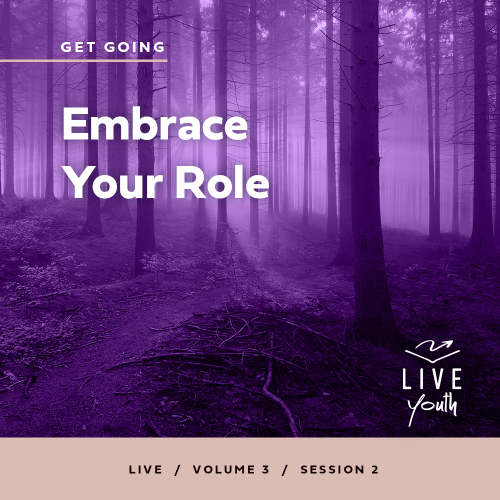 GET GOING
Embrace
Your Role
LIVE
Youth
LIVE / VOLUME 3 / SESSION 2